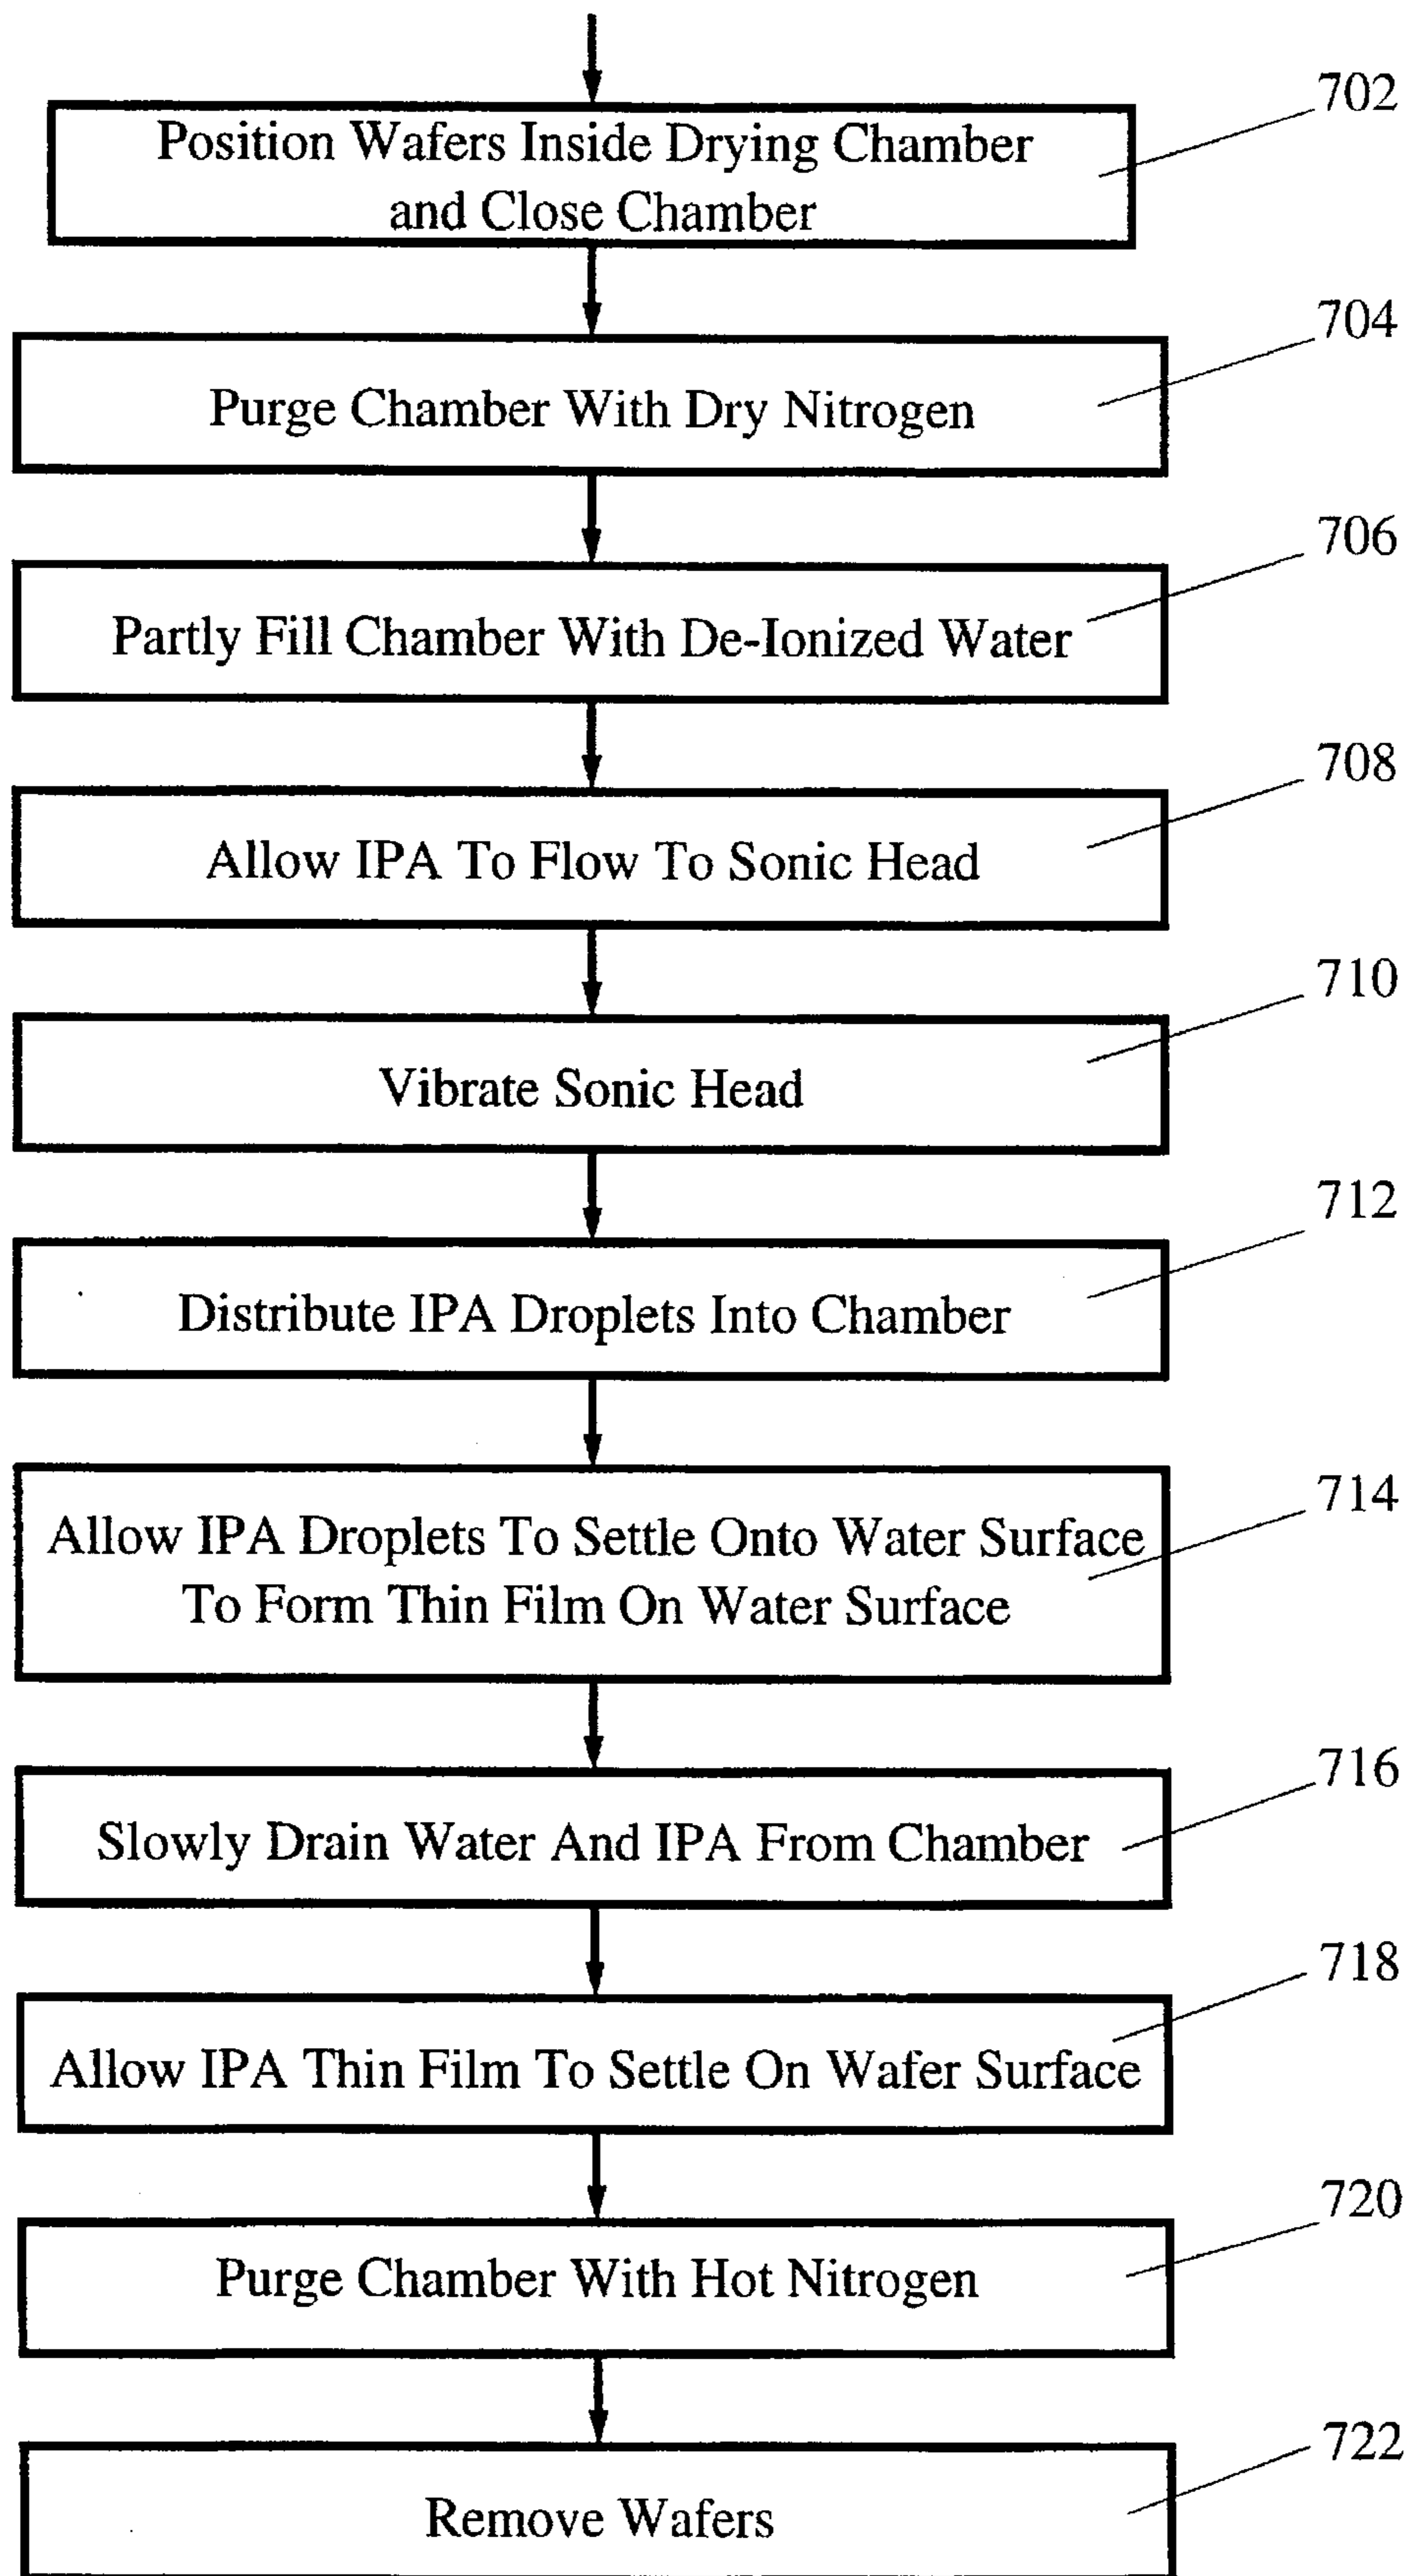 702
Position Wafers Inside Drying Chamber
and Close Chamber
704
Purge Chamber With Dry Nitrogen
706
Partly Fill Chamber With De-Ionized Water
708
Allow IPA To Flow To Sonic Head
710
Vibrate Sonic Head
712
Distribute IPA Droplets Into Chamber
714
Allow IPA Droplets To Settle Onto Water Surface
To Form Thin Film On Water Surface
716
Slowly Drain Water And IPA From Chamber
718
Allow IPA Thin Film To Settle On Wafer Surface
720
Purge Chamber With Hot Nitrogen
722
Remove Wafers